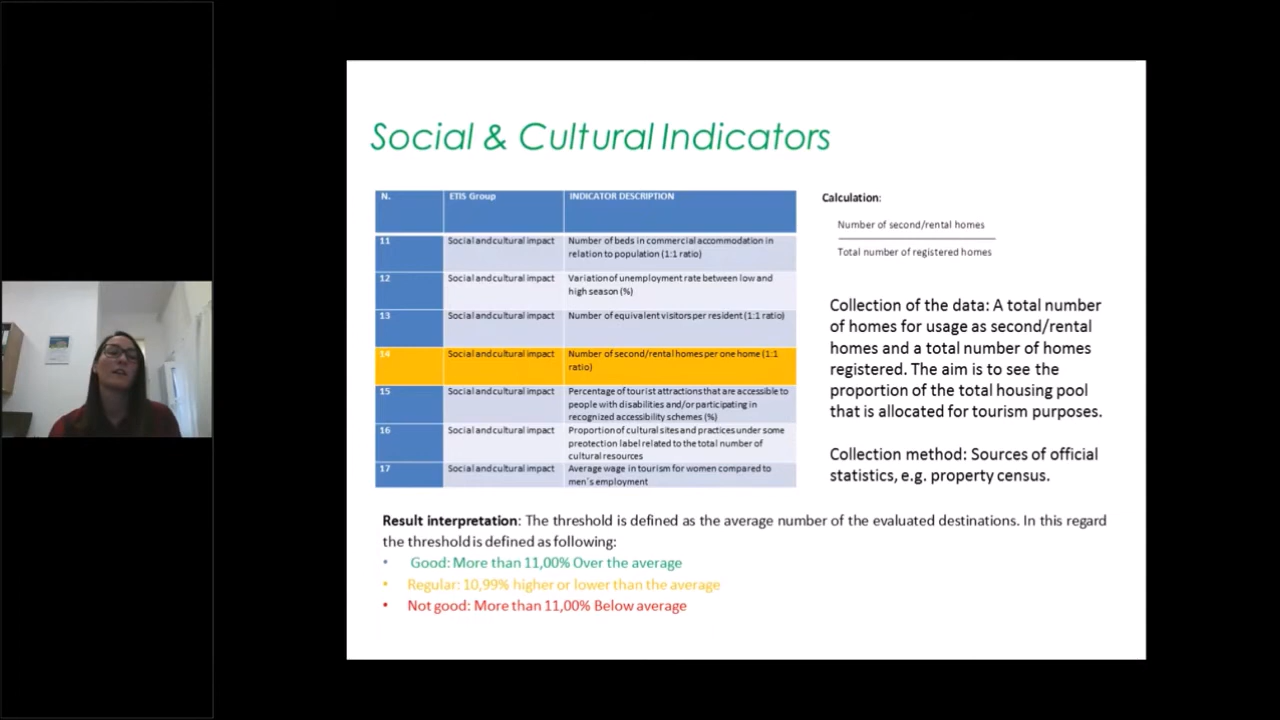 Social & Cultural Indicators
N. ETIS Group INDICATOR DESCRIPTION
11 Social and cultural impact Number of beds in commercial accommodation in
relation to population (1:1 ratio)
12 Social and cultural impact Variation of unemployment rate between low and
high season (%)
13 Social and cultural impact Number of equivalent visitors per resident (1:1 ratio)
14 Social and cultural impact Number of second/rental homes per one home (1:1
ratio)
15 Social and cultural impact Percentage of tourist attractions that are accessible to
people with disabilities and/or participating in
recognized accessibility schemes (%)
16 Social and cultural impact Proportion of cultural sites and practices under some
preotection label related to the total number of
cultural resources
17 Social and cultural impact Average wage in tourism for women compared to
men´s employment
Calculation:
Number of second/rental homes
Total number of registered homes
Collection of the data: A total number
of homes for usage as second/rental
homes and a total number of homes
registered. The aim is to see the
proportion of the total housing pool
that is allocated for tourism purposes.
Collection method: Sources of official
statistics, e.g. property census.
Result interpretation: The threshold is defined as the average number of the evaluated destinations. In this regard
the threshold is defined as following:
• Good: More than 11,00% Over the average
• Regular: 10,99% higher or lower than the average
• Not good: More than 11,00% Below average